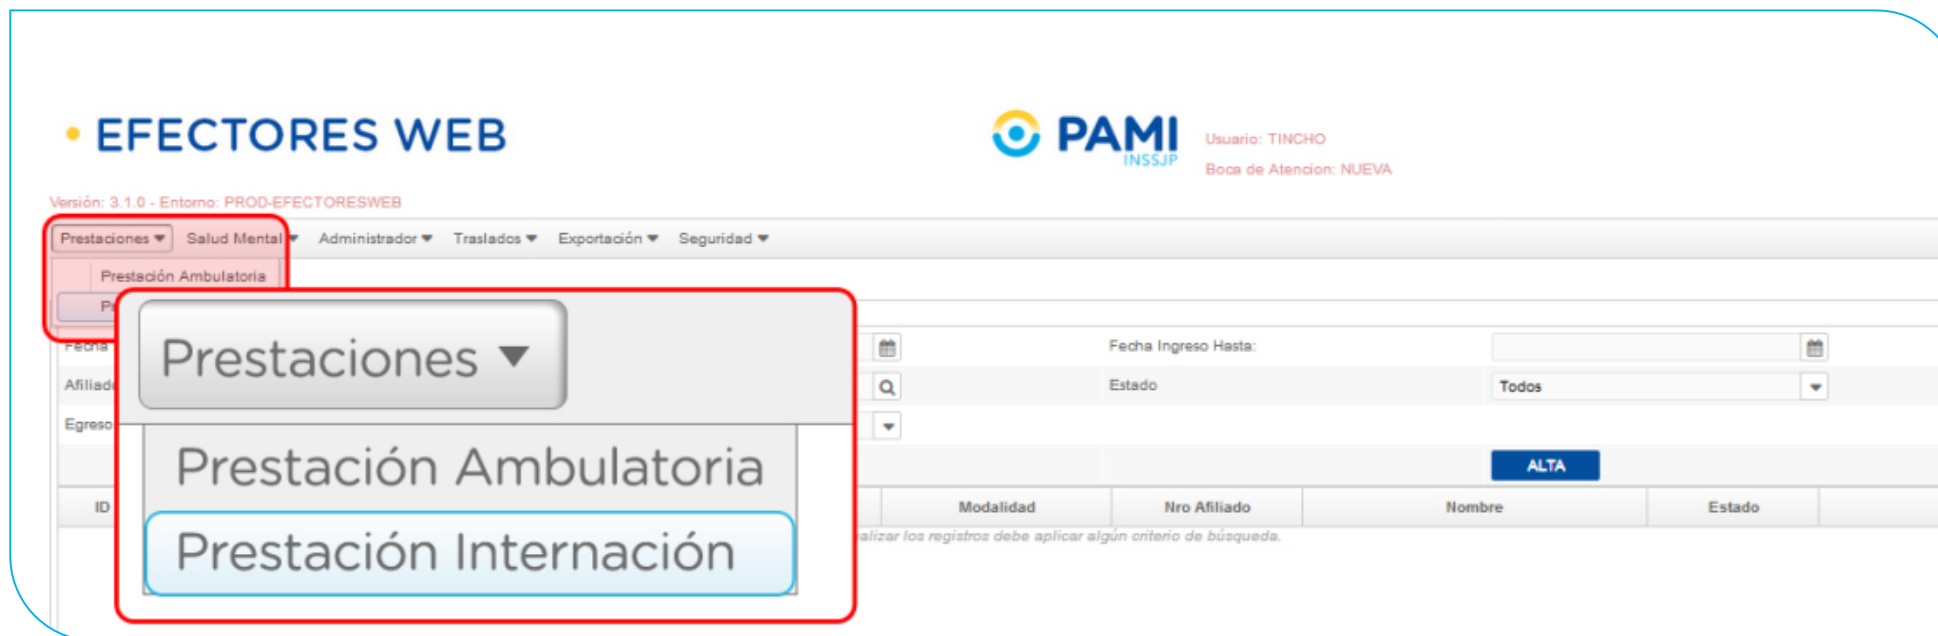 • EFECTORES WEB
PAMI
INSSJP
Usuario: TINCHO
Boca de Atencion: NUEVA
Versión: 3.1.0 - Entorno: PROD-EFECTORESWEB
Prestaciones Salud Mental Administrador Traslados Exportación Seguridad
Prestación Ambulatoria
Prestaciones
Prestación Ambulatoria
Prestación Internación
Fecha Fecha Ingreso Hasta:
Estado Todos
Egreso
ALTA
ID Modalidad Nro Afiliado Nombre Estado
los registros debe aplicar algún criterio de búsqueda.